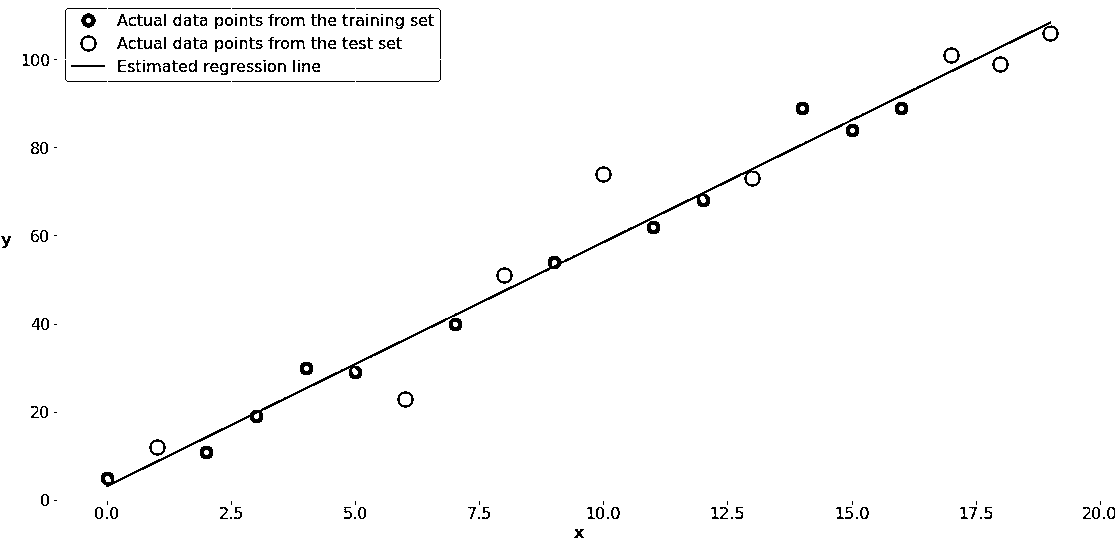 Actual data points from the training set
Actual data points from the test set
Estimated regression line
100
80
60
y
40
20
0
0.0 2.5 5.0 7.5 10.0 12.5 15.0 17.5 20.0
x